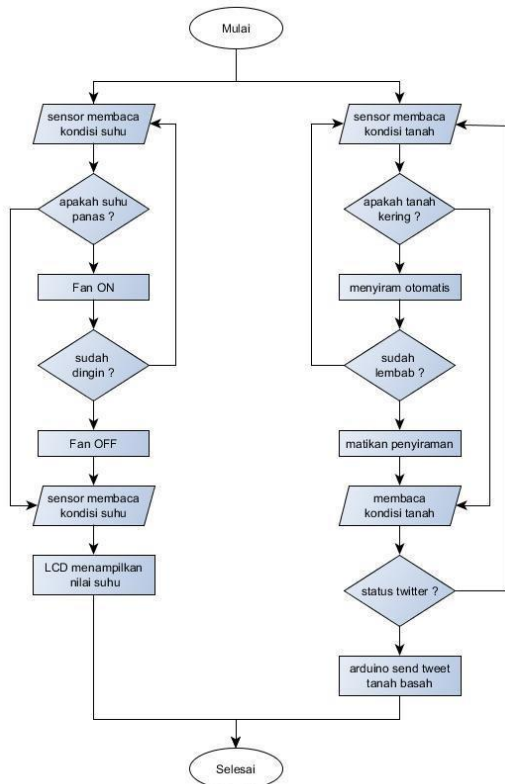 Mulai
sensor membaca
kondisi suhu
apakah suhu
panas ?
Fan ON
sudah
dingin ?
Fan OFF
sensor membaca
kondisi suhu
LCD menampilkan
nilai suhu
sensor membaca
kondisi tanah
apakah tanah
kering ?
menyiram otomatis
sudah
lembab ?
matikan penyiraman
membaca
kondisi tanah
status twitter ?
arduino send tweet
tanah basah
Selesai